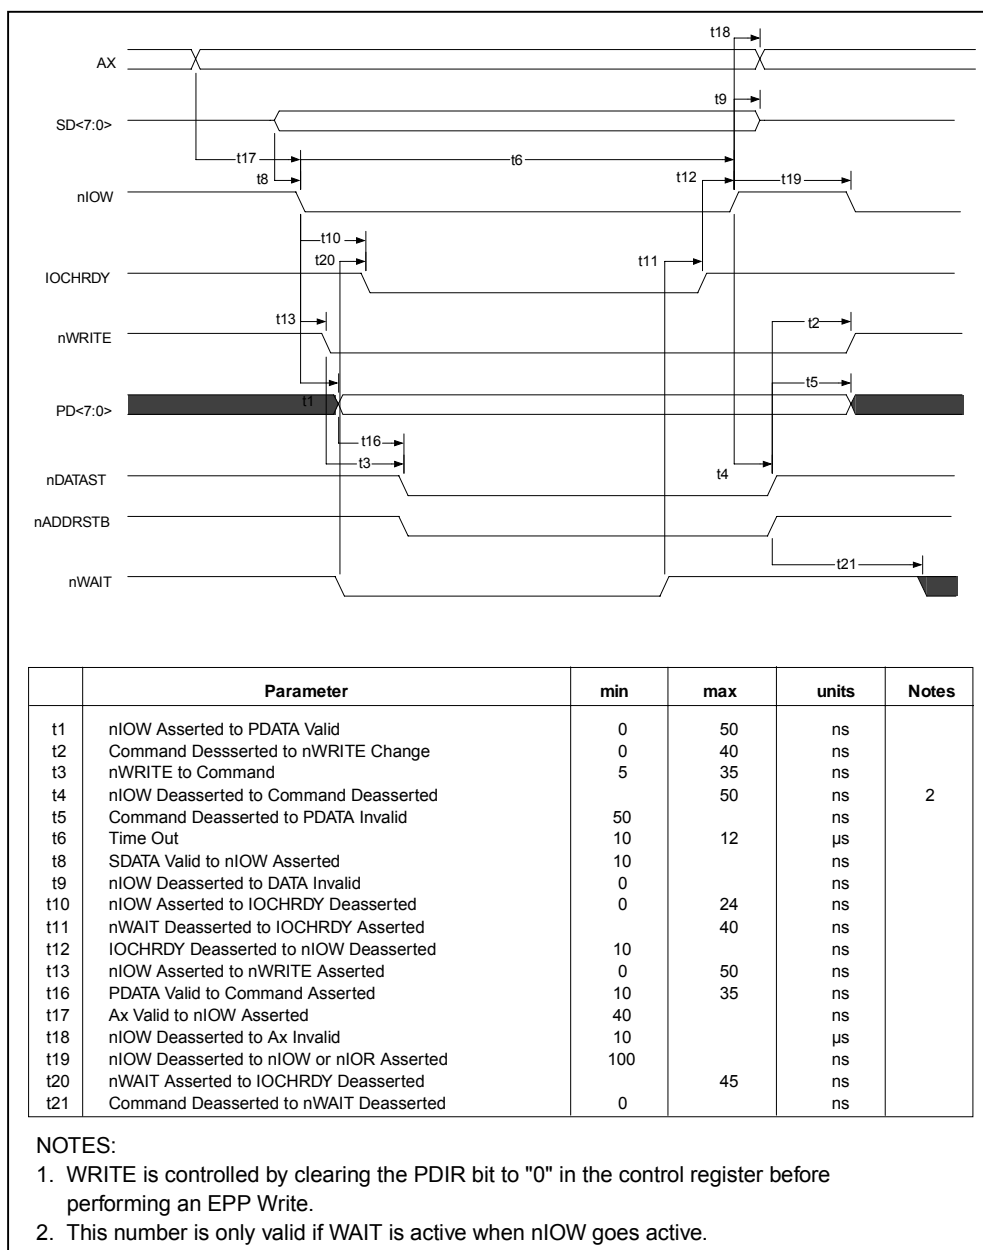 t18
AX
t9
SD<7:0>
t17
t6
t8
t12
t19
nIOW
t10
t20
t11
IOCHRDY
t13
t2
nWRITE
t5
t1
PD<7:0>
t16
t3
t4
nDATAST
nADDRSTB
t21
nWAIT
Parameter min max units Notes
t1 nIOW Asserted to PDATA Valid 0 50 ns
t2 Command Dessserted to nWRITE Change 0 40 ns
t3 nWRITE to Command 5 35 ns
t4 nIOW Deasserted to Command Deasserted 50 ns 2
t5 Command Deasserted to PDATA Invalid 50 ns
t6 Time Out 10 12 µs
t8 SDATA Valid to nIOW Asserted 10 ns
t9 nIOW Deasserted to DATA Invalid 0 ns
t10 nIOW Asserted to IOCHRDY Deasserted 0 24 ns
t11 nWAIT Deasserted to IOCHRDY Asserted 40 ns
t12 IOCHRDY Deasserted to nIOW Deasserted 10 ns
t13 nIOW Asserted to nWRITE Asserted 0 50 ns
t16 PDATA Valid to Command Asserted 10 35 ns
t17 Ax Valid to nIOW Asserted 40 ns
t18 nIOW Deasserted to Ax Invalid 10 µs
t19 nIOW Deasserted to nIOW or nIOR Asserted 100 ns
t20 nWAIT Asserted to IOCHRDY Deasserted 45 ns
t21 Command Deasserted to nWAIT Deasserted 0 ns
NOTES:
1. WRITE is controlled by clearing the PDIR bit to "0" in the control register before
performing an EPP Write.
2. This number is only valid if WAIT is active when nIOW goes active.